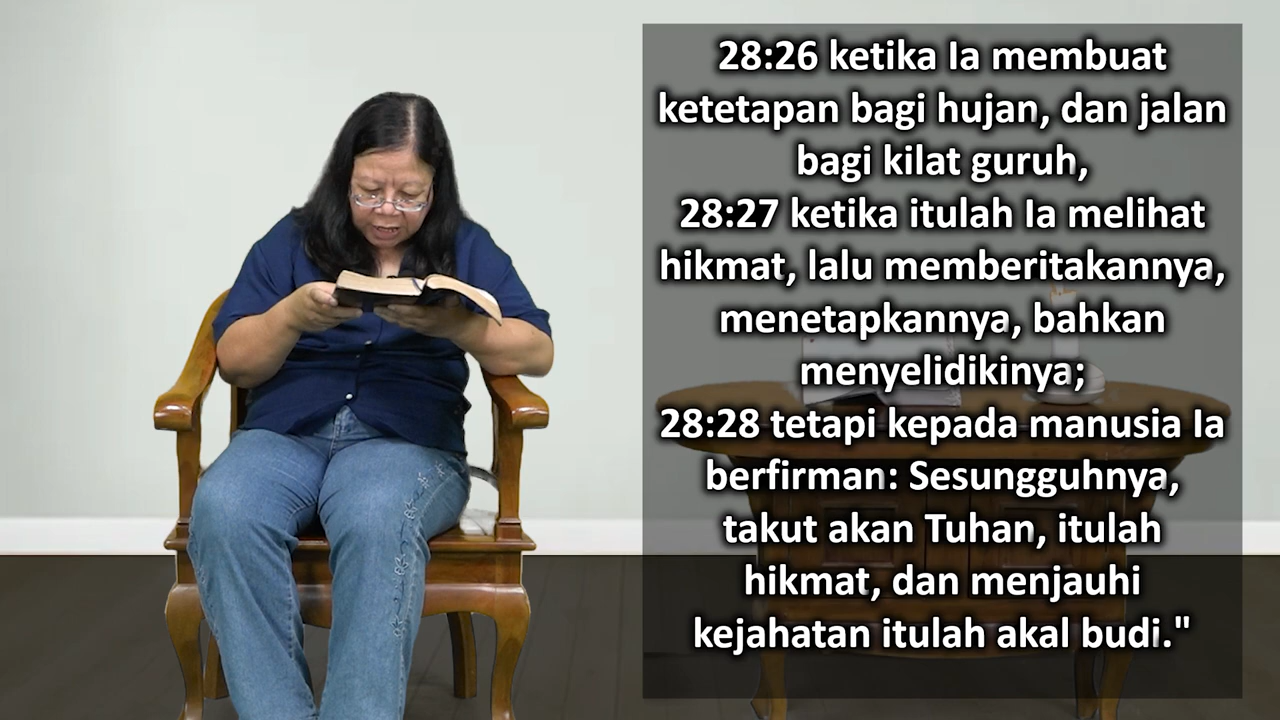 28:26 ketika Ia membuat
ketetapan bagi hujan, dan jalan
bagi kilat guruh,
28:27 ketika itulah Ia melihat
hikmat, lalu memberitakannya,
menetapkannya, bahkan
menyelidikinya;
28:28 tetapi kepada manusia Ia
berfirman: Sesungguhnya,
takut akan Tuhan, itulah
hikmat, dan menjauhi
kejahatan itulah akal budi."